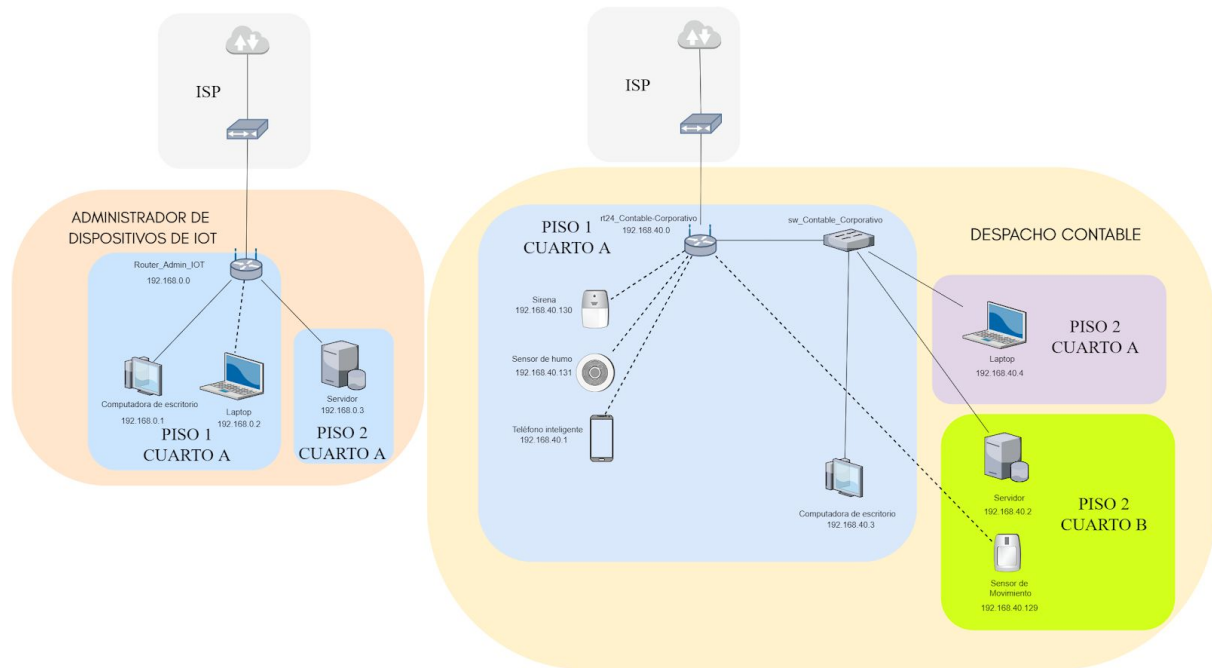 ISP
ADMINISTRADOR DE
DISPOSITIVOS DE IOT
Router_Admin_IOT
192.168.0.0
Computadora de escritorio
192.168.0.1
Laptop
192.168.0.2
PISO 1
CUARTO A
Servidor
192.168.0.3
PISO 2
CUARTO A
ISP
DESPACHO CONTABLE
PISO 1
CUARTO A
rt24_Contable-Corporativo
192.168.40.0
sw_Contable_Corporativo
Sirena
192.168.40.130
Sensor de humo
192.168.40.131
Teléfono inteligente
192.168.40.1
Computadora de escritorio
192.168.40.3
Laptop
192.168.40.4
PISO 2
CUARTO A
Servidor
192.168.40.2
PISO 2
CUARTO B
Sensor de
Movimiento
192.168.40.129